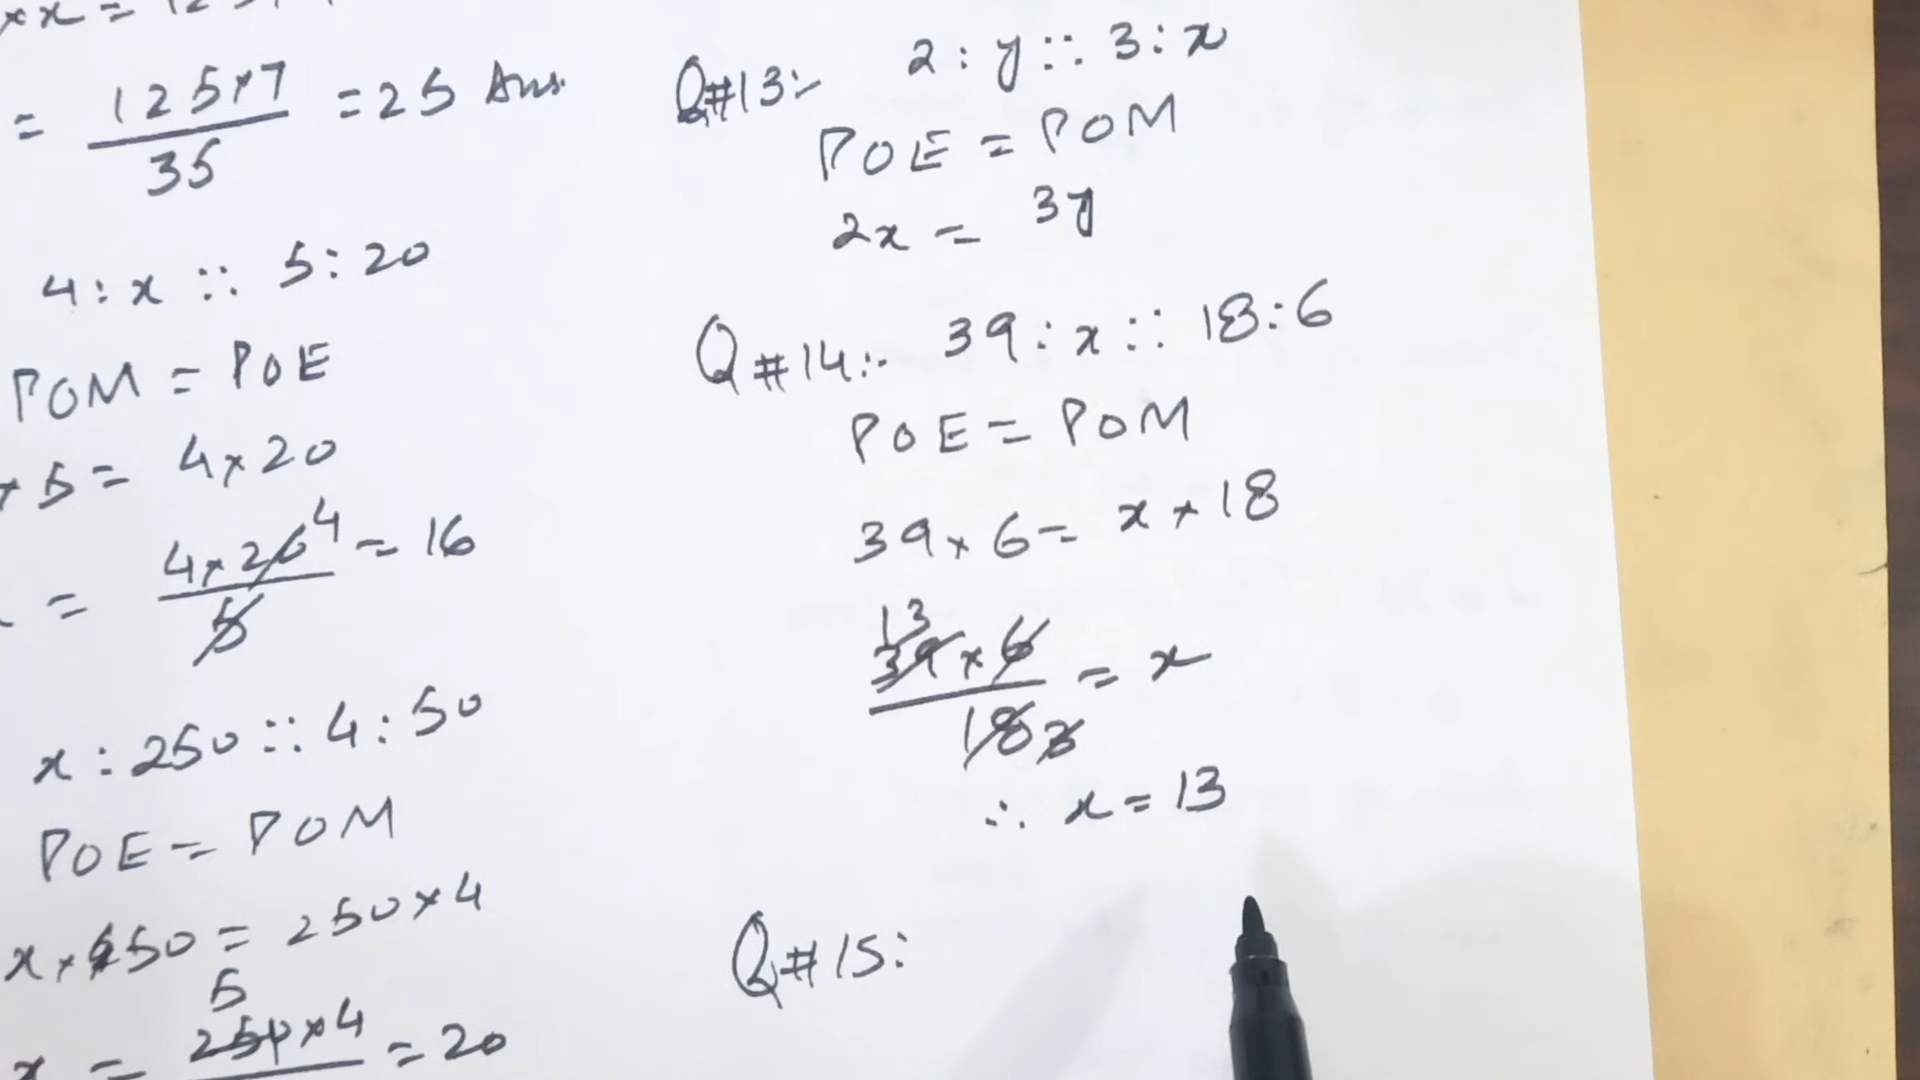 = 125×7 / 35 = 25 Ans.
4 : x :: 5 : 20
POM = POE
× 5 = 4 × 20
= 4 × 20 4 / 5 = 16
x : 250 :: 4 : 50
POE = POM
x × 50 = 250 × 4
5
x = 250 × 4 = 20
Q#13:- 2 : y :: 3 : x
POE = POM
2x = 3y
Q#14:- 39 : x :: 18 : 6
POE = POM
39 × 6 = x × 18
13
39 × 6 / 18 3 = x
∴ x = 13
Q#15: